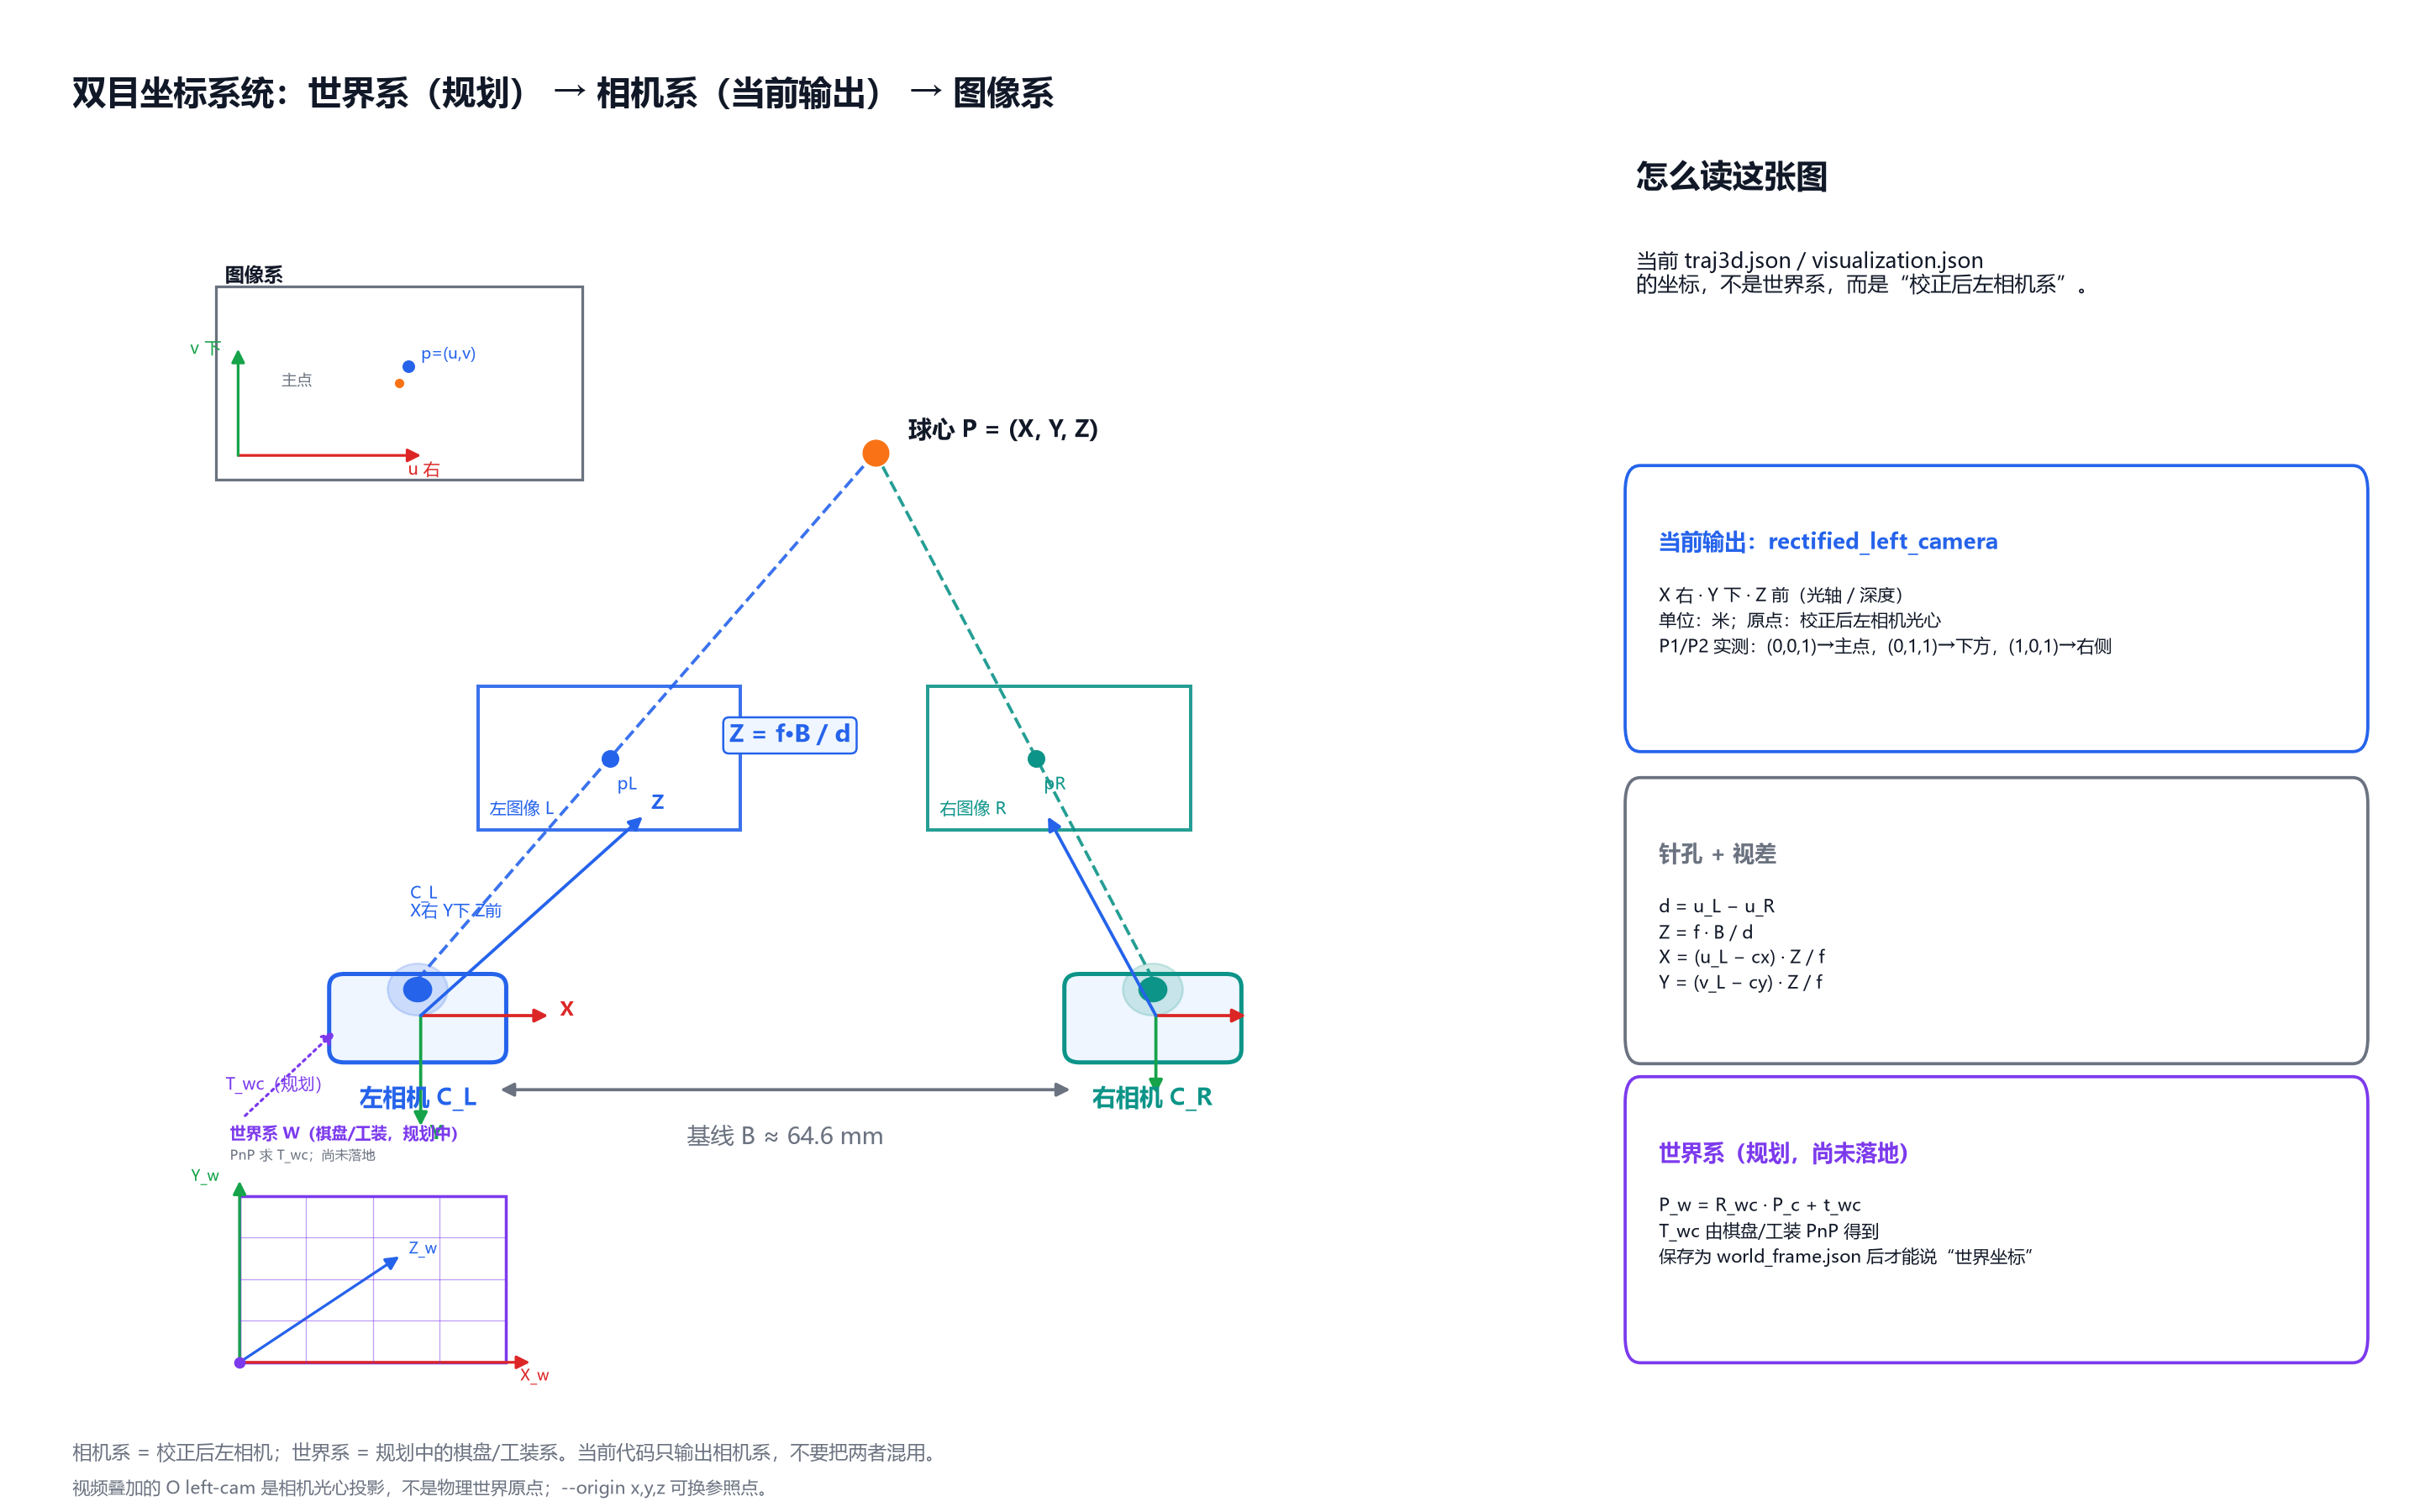 双目坐标系统：世界系（规划） → 相机系（当前输出） → 图像系
怎么读这张图
当前 traj3d.json / visualization.json
的坐标，不是世界系，而是“校正后左相机系”。
图像系
v 下
主点
p=(u,v)
u 右
球心 P = (X, Y, Z)
当前输出：rectified_left_camera
X 右 · Y 下 · Z 前（光轴 / 深度）
单位：米；原点：校正后左相机光心
P1/P2 实测：(0,0,1)→主点，(0,1,1)→下方，(1,0,1)→右侧
Z = f•B / d
pL
Z
左图像 L
pR
右图像 R
针孔 + 视差
d = u_L − u_R
Z = f · B / d
X = (u_L − cx) · Z / f
Y = (v_L − cy) · Z / f
C_L
X右 Y下 Z前
X
T_wc（规划）
左相机 C_L
右相机 C_R
Y
基线 B ≈ 64.6 mm
世界系 W（棋盘/工装，规划中）
PnP 求 T_wc；尚未落地
Y_w
Z_w
X_w
世界系（规划，尚未落地）
P_w = R_wc · P_c + t_wc
T_wc 由棋盘/工装 PnP 得到
保存为 world_frame.json 后才能说“世界坐标”
相机系 = 校正后左相机；世界系 = 规划中的棋盘/工装系。当前代码只输出相机系，不要把两者混用。
视频叠加的 O left-cam 是相机光心投影，不是物理世界原点；--origin x,y,z 可换参照点。